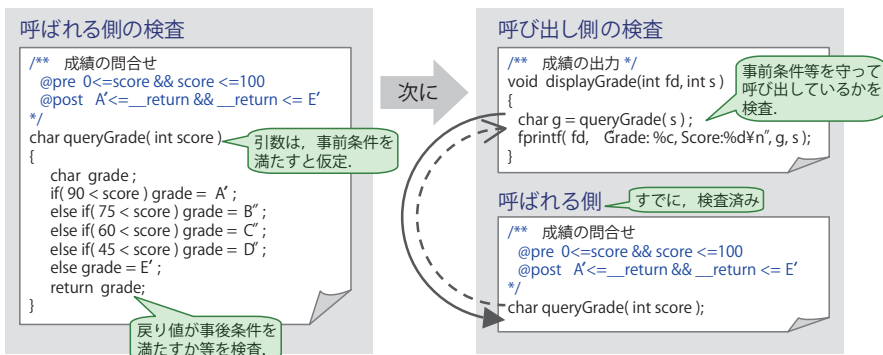 呼ばれる側の検査
/** 成績の問合せ
@pre 0<=score && score <=100
@post A′<=__return && __return <= E′
*/
char queryGrade( int score )
引数は，事前条件を
満たすと仮定．
{
char grade ;
if( 90 < score ) grade = A′ ;
else if( 75 < score ) grade = B″ ;
else if( 60 < score ) grade = C″ ;
else if( 45 < score ) grade = D″ ;
else grade = E′ ;
return grade;
}
戻り値が事後条件を
満たすか等を検査．
次に
呼び出し側の検査
/** 成績の出力 */
void displayGrade(int fd, int s )
{
char g = queryGrade( s ) ;
fprintf( fd, Grade: %c, Score:%d¥n″, g, s );
}
事前条件等を守って
呼び出しているかを
検査．
呼ばれる側
すでに，検査済み
/** 成績の問合せ
@pre 0<=score && score <=100
@post A′<=__return && __return <= E′
*/
char queryGrade( int score );